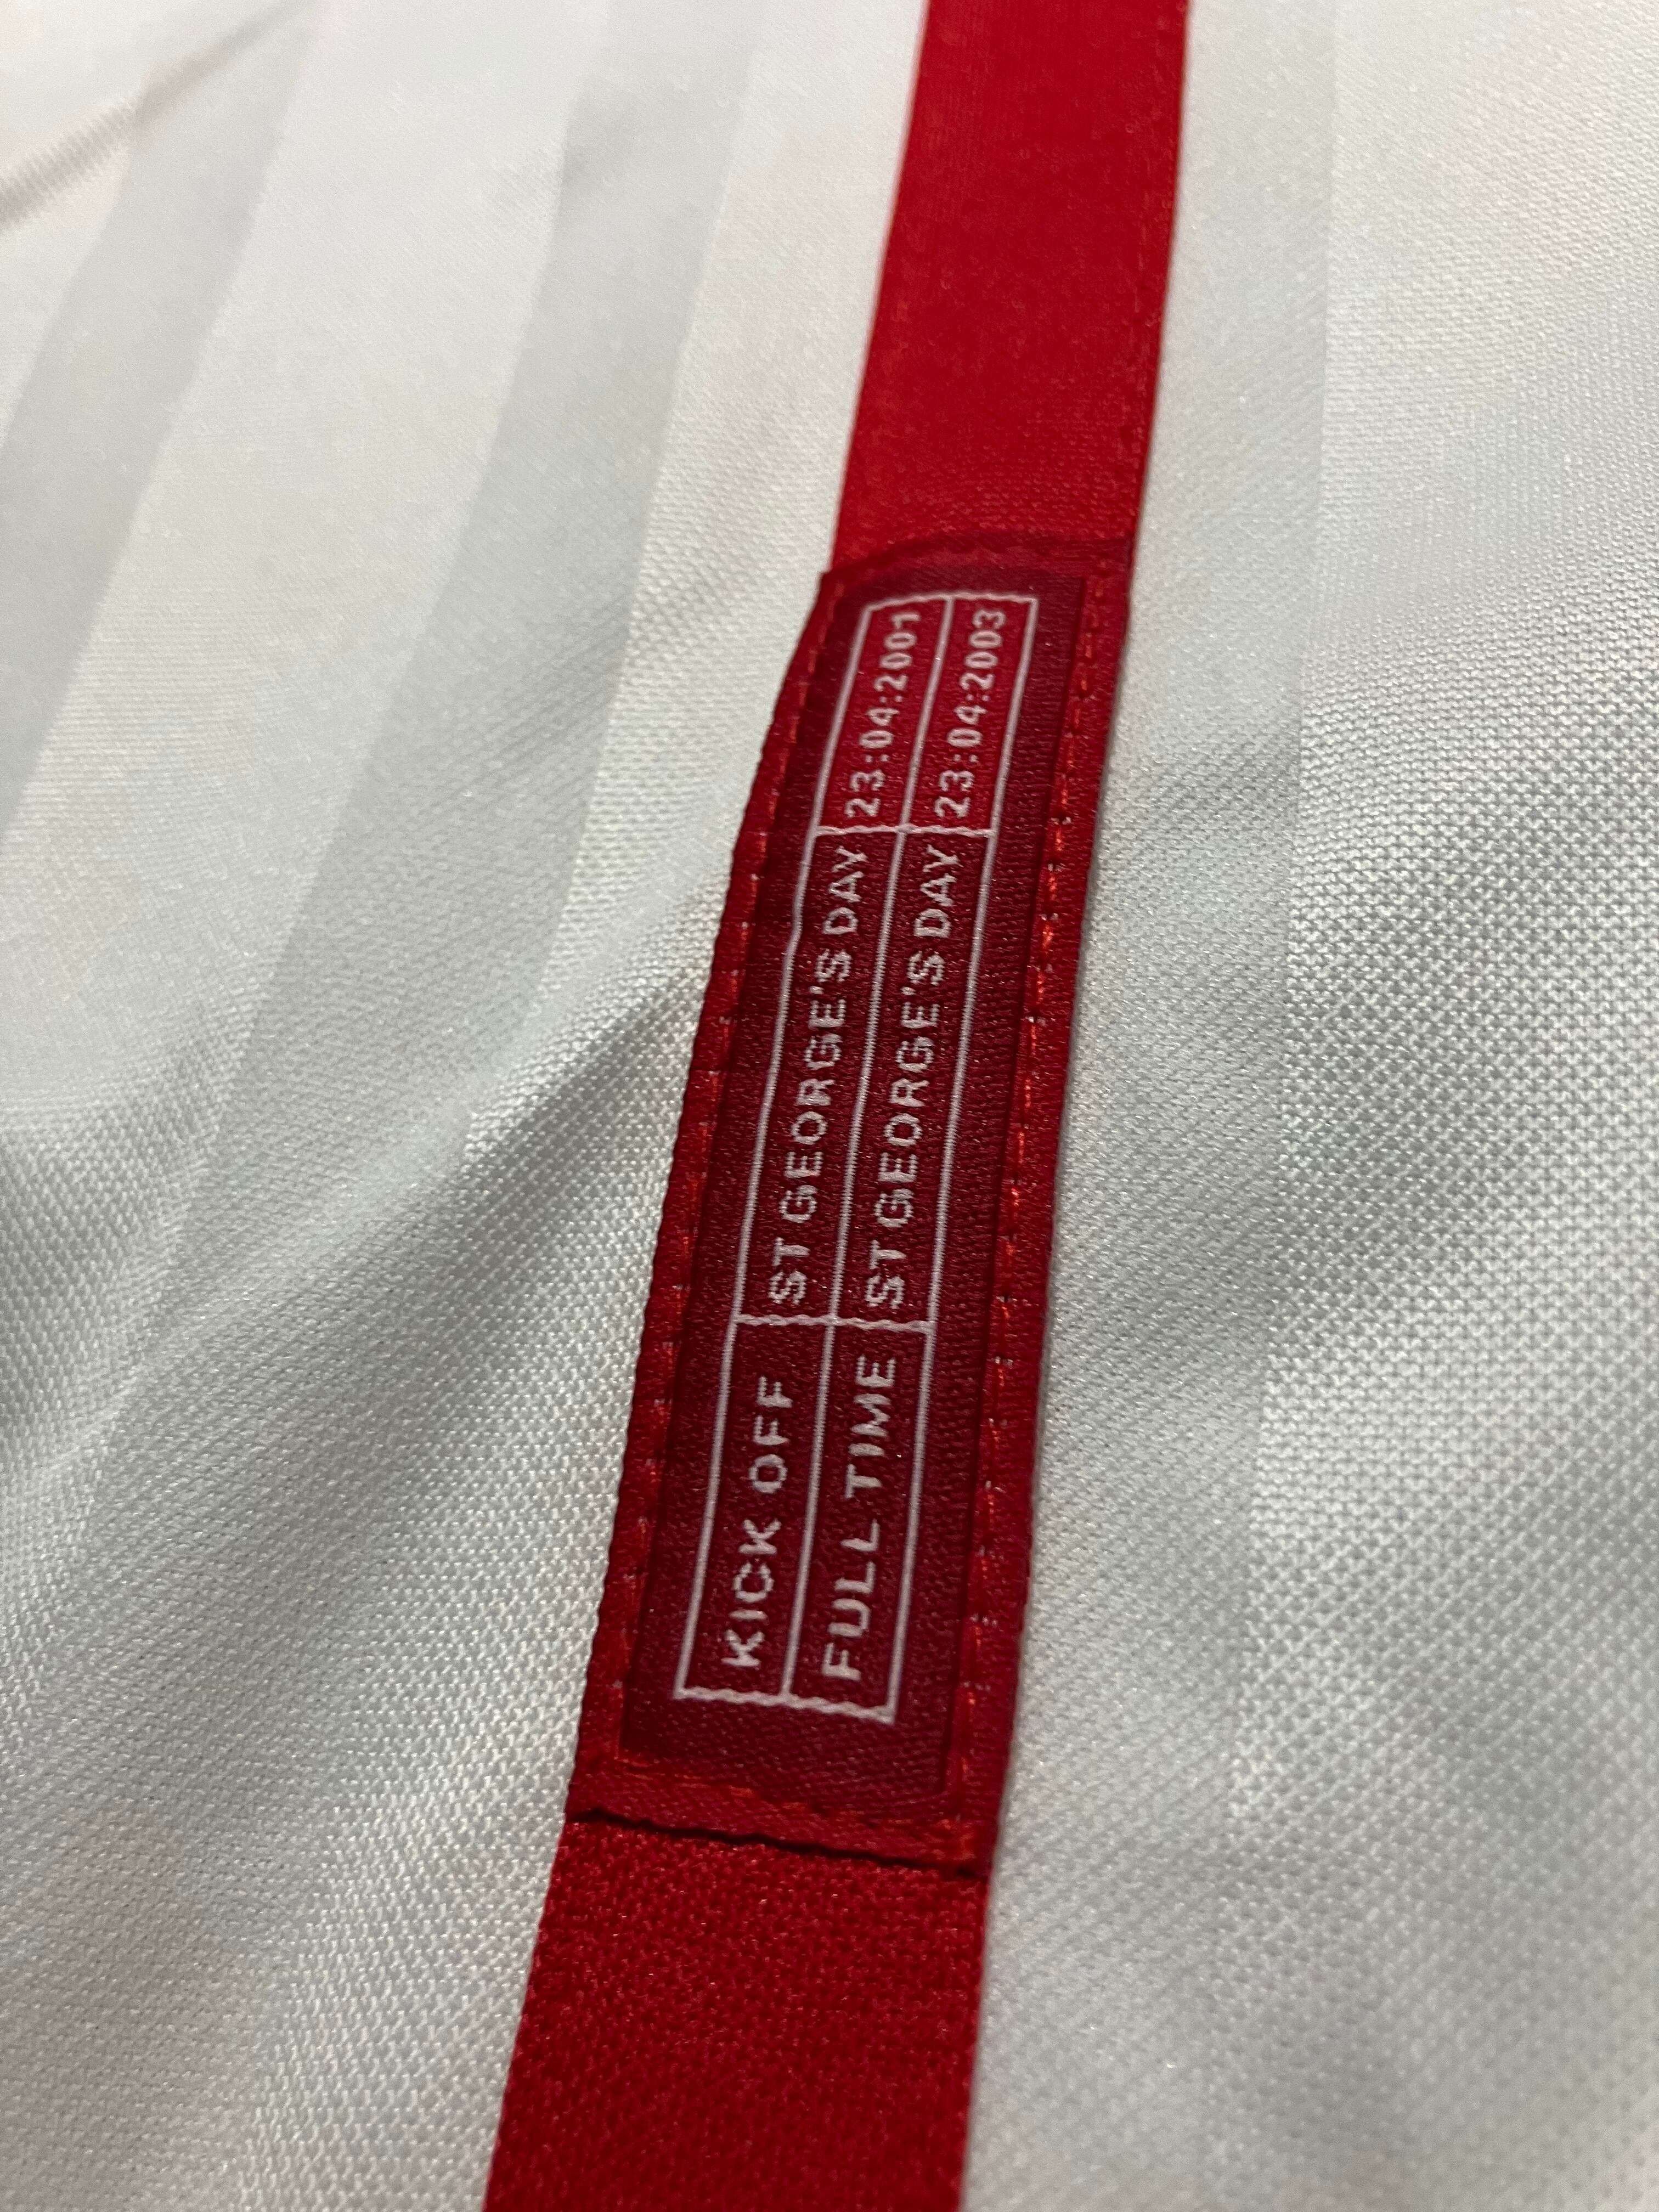 KICK OFF ST GEORGE'S DAY 23:04:2001
FULL TIME ST GEORGE'S DAY 23:04:2003